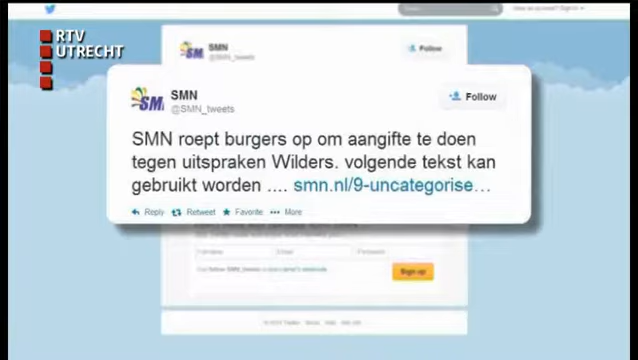 RTV
UTRECHT
SMN
Follow
SMN
@SMN_tweets
Follow
SMN roept burgers op om aangifte te doen
tegen uitspraken Wilders. volgende tekst kan
gebruikt worden .... smn.nl/9-uncategorise...
Reply Retweet Favorite More
Sign up